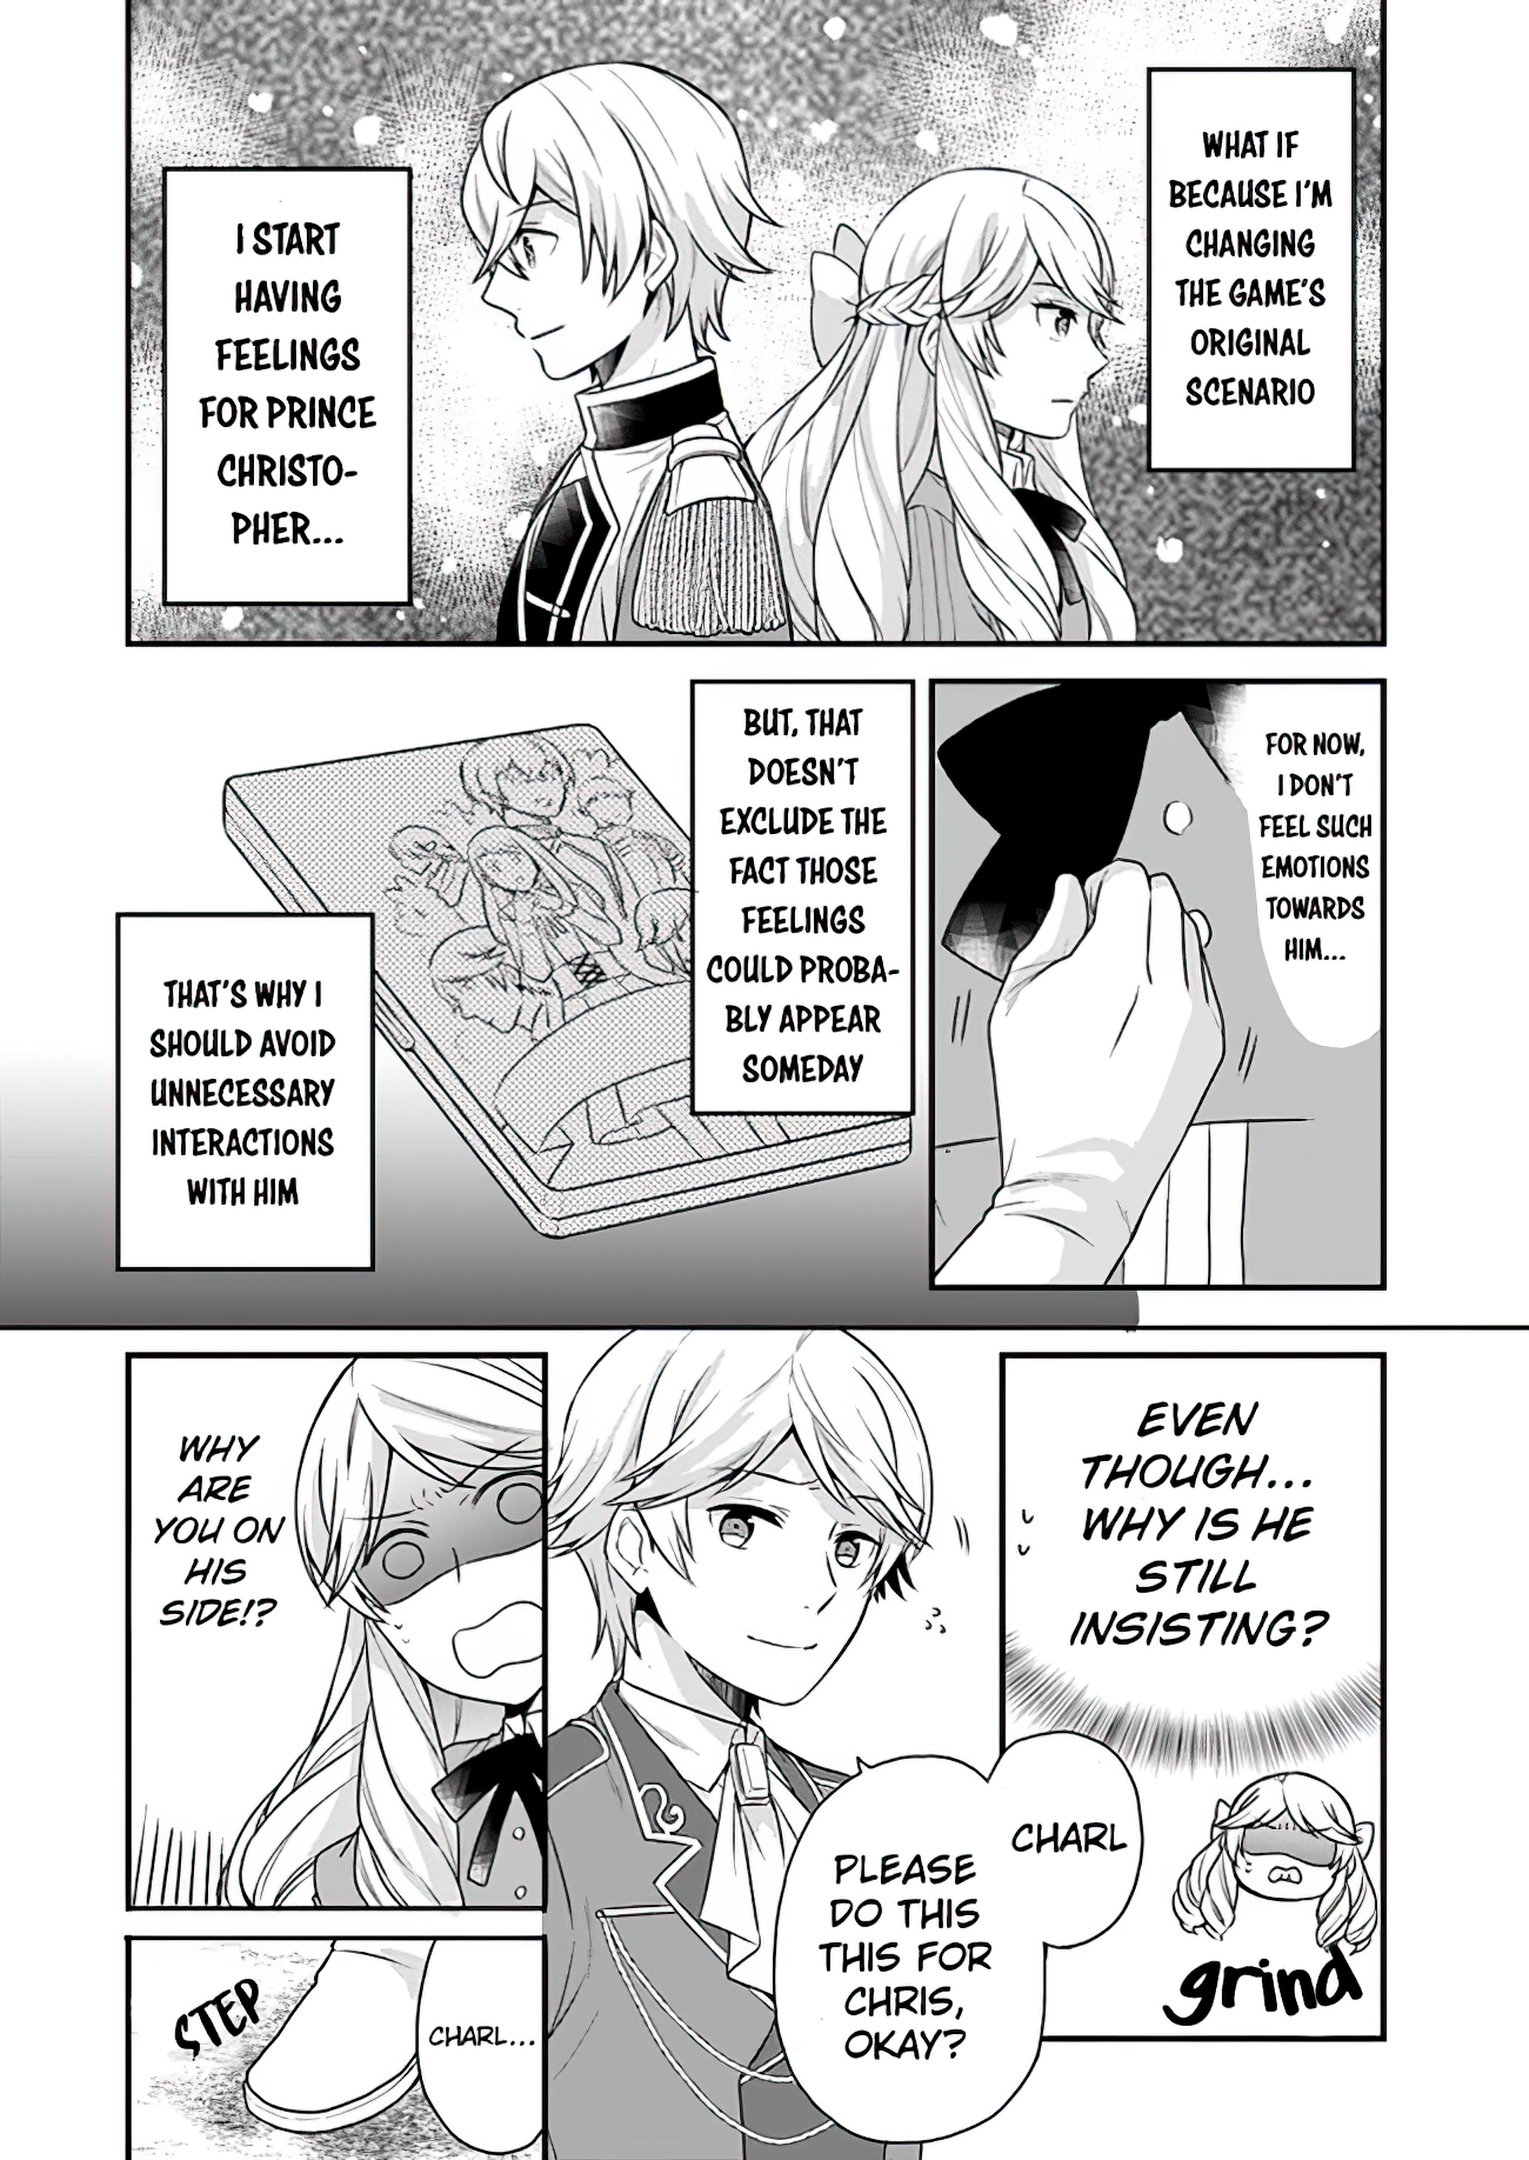 WHAT IF
BECAUSE I'M
CHANGING
THE GAME'S
ORIGINAL
SCENARIO
I START
HAVING
FEELINGS
FOR PRINCE
CHRISTO-
PHER...
FOR NOW,
I DON'T
FEEL SUCH
EMOTIONS
TOWARDS
HIM...
BUT, THAT
DOESN'T
EXCLUDE THE
FACT THOSE
FEELINGS
COULD PROBA-
BLY APPEAR
SOMEDAY
THAT'S WHY I
SHOULD AVOID
UNNECESSARY
INTERACTIONS
WITH HIM
EVEN
THOUGH...
WHY IS HE
STILL
INSISTING?
grind
CHARL
PLEASE
DO THIS
THIS FOR
CHRIS,
OKAY?
WHY
ARE
YOU ON
HIS
SIDE!?
CHARL...
STEP